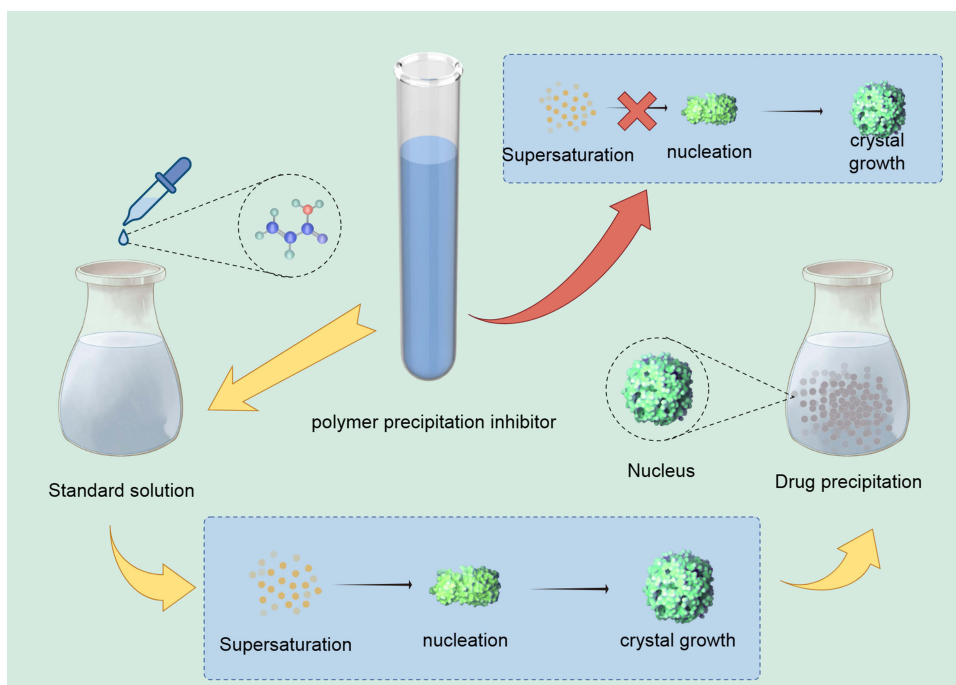 Supersaturation
nucleation
crystal
growth
polymer precipitation inhibitor
Nucleus
Drug precipitation
Standard solution
Supersaturation
nucleation
crystal growth